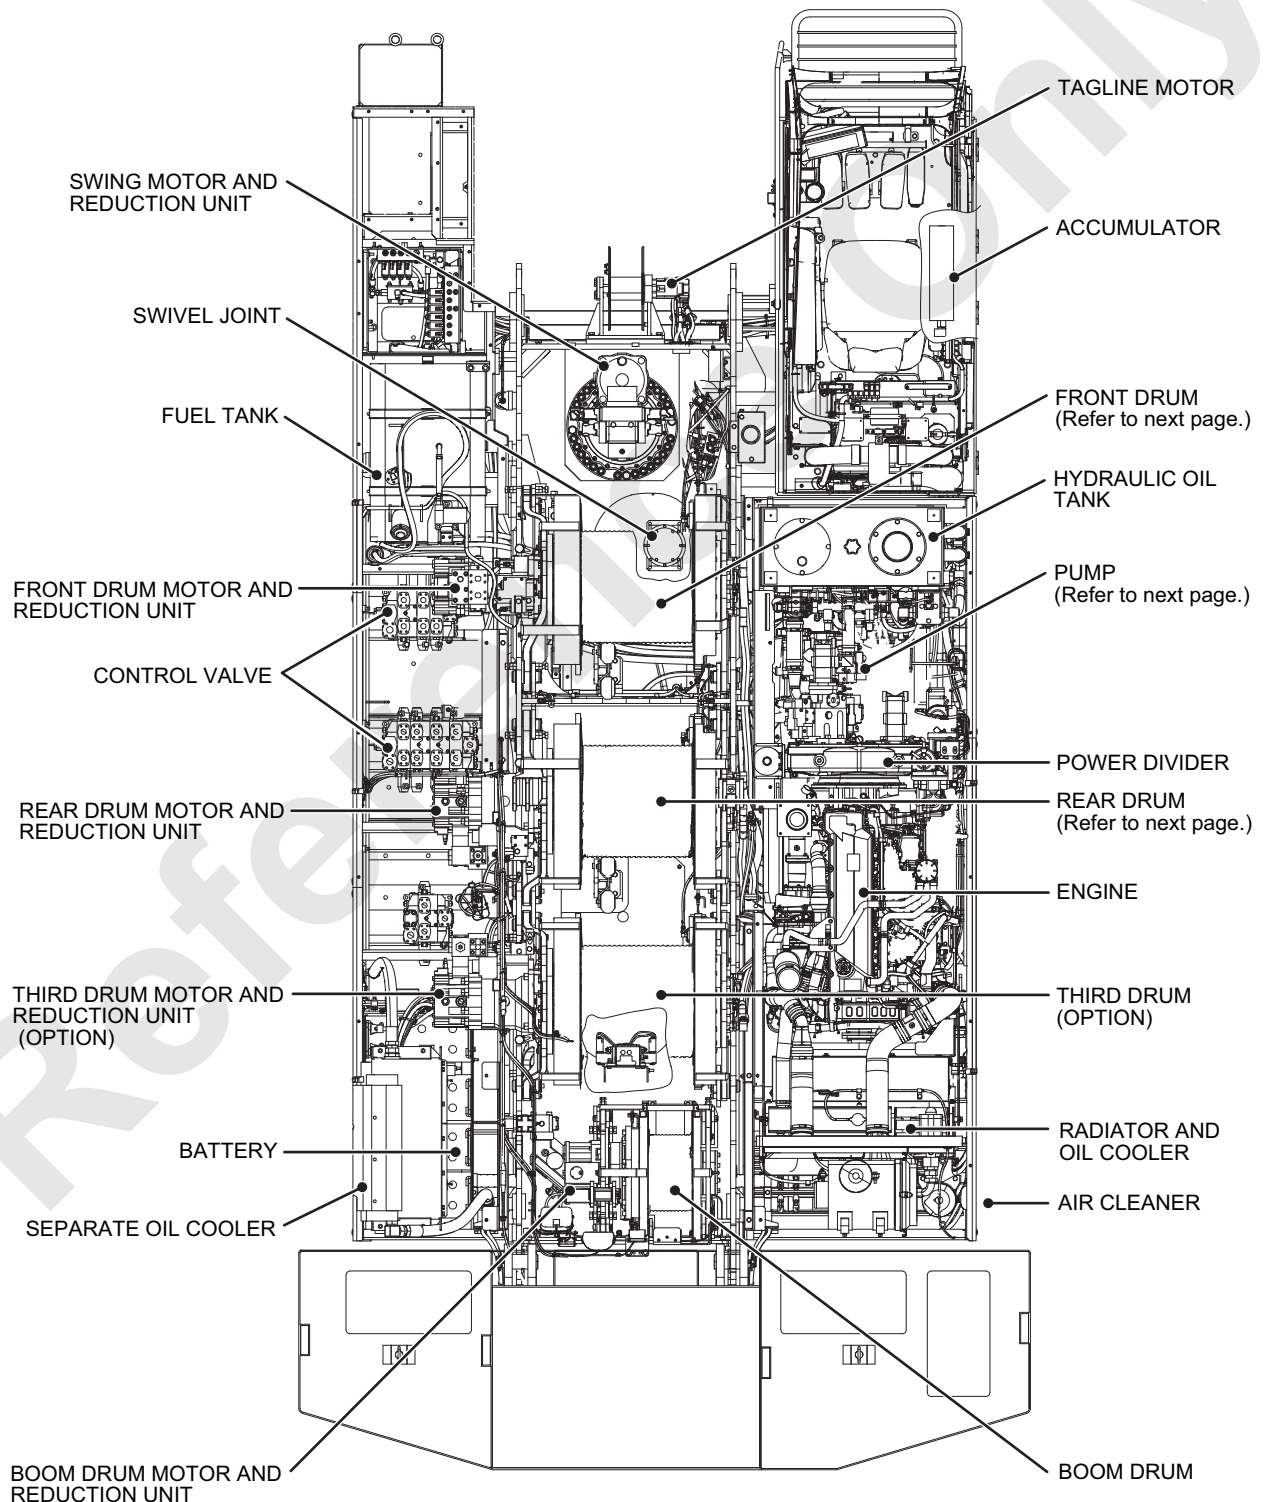 TAGLINE MOTOR
SWING MOTOR AND
REDUCTION UNIT
ACCUMULATOR
SWIVEL JOINT
FUEL TANK
FRONT DRUM
(Refer to next page.)
HYDRAULIC OIL
TANK
FRONT DRUM MOTOR AND
REDUCTION UNIT
PUMP
(Refer to next page.)
CONTROL VALVE
POWER DIVIDER
REAR DRUM MOTOR AND
REDUCTION UNIT
REAR DRUM
(Refer to next page.)
ENGINE
THIRD DRUM MOTOR AND
REDUCTION UNIT
(OPTION)
THIRD DRUM
(OPTION)
BATTERY
RADIATOR AND
OIL COOLER
SEPARATE OIL COOLER
AIR CLEANER
BOOM DRUM MOTOR AND
REDUCTION UNIT
BOOM DRUM
Reference Only